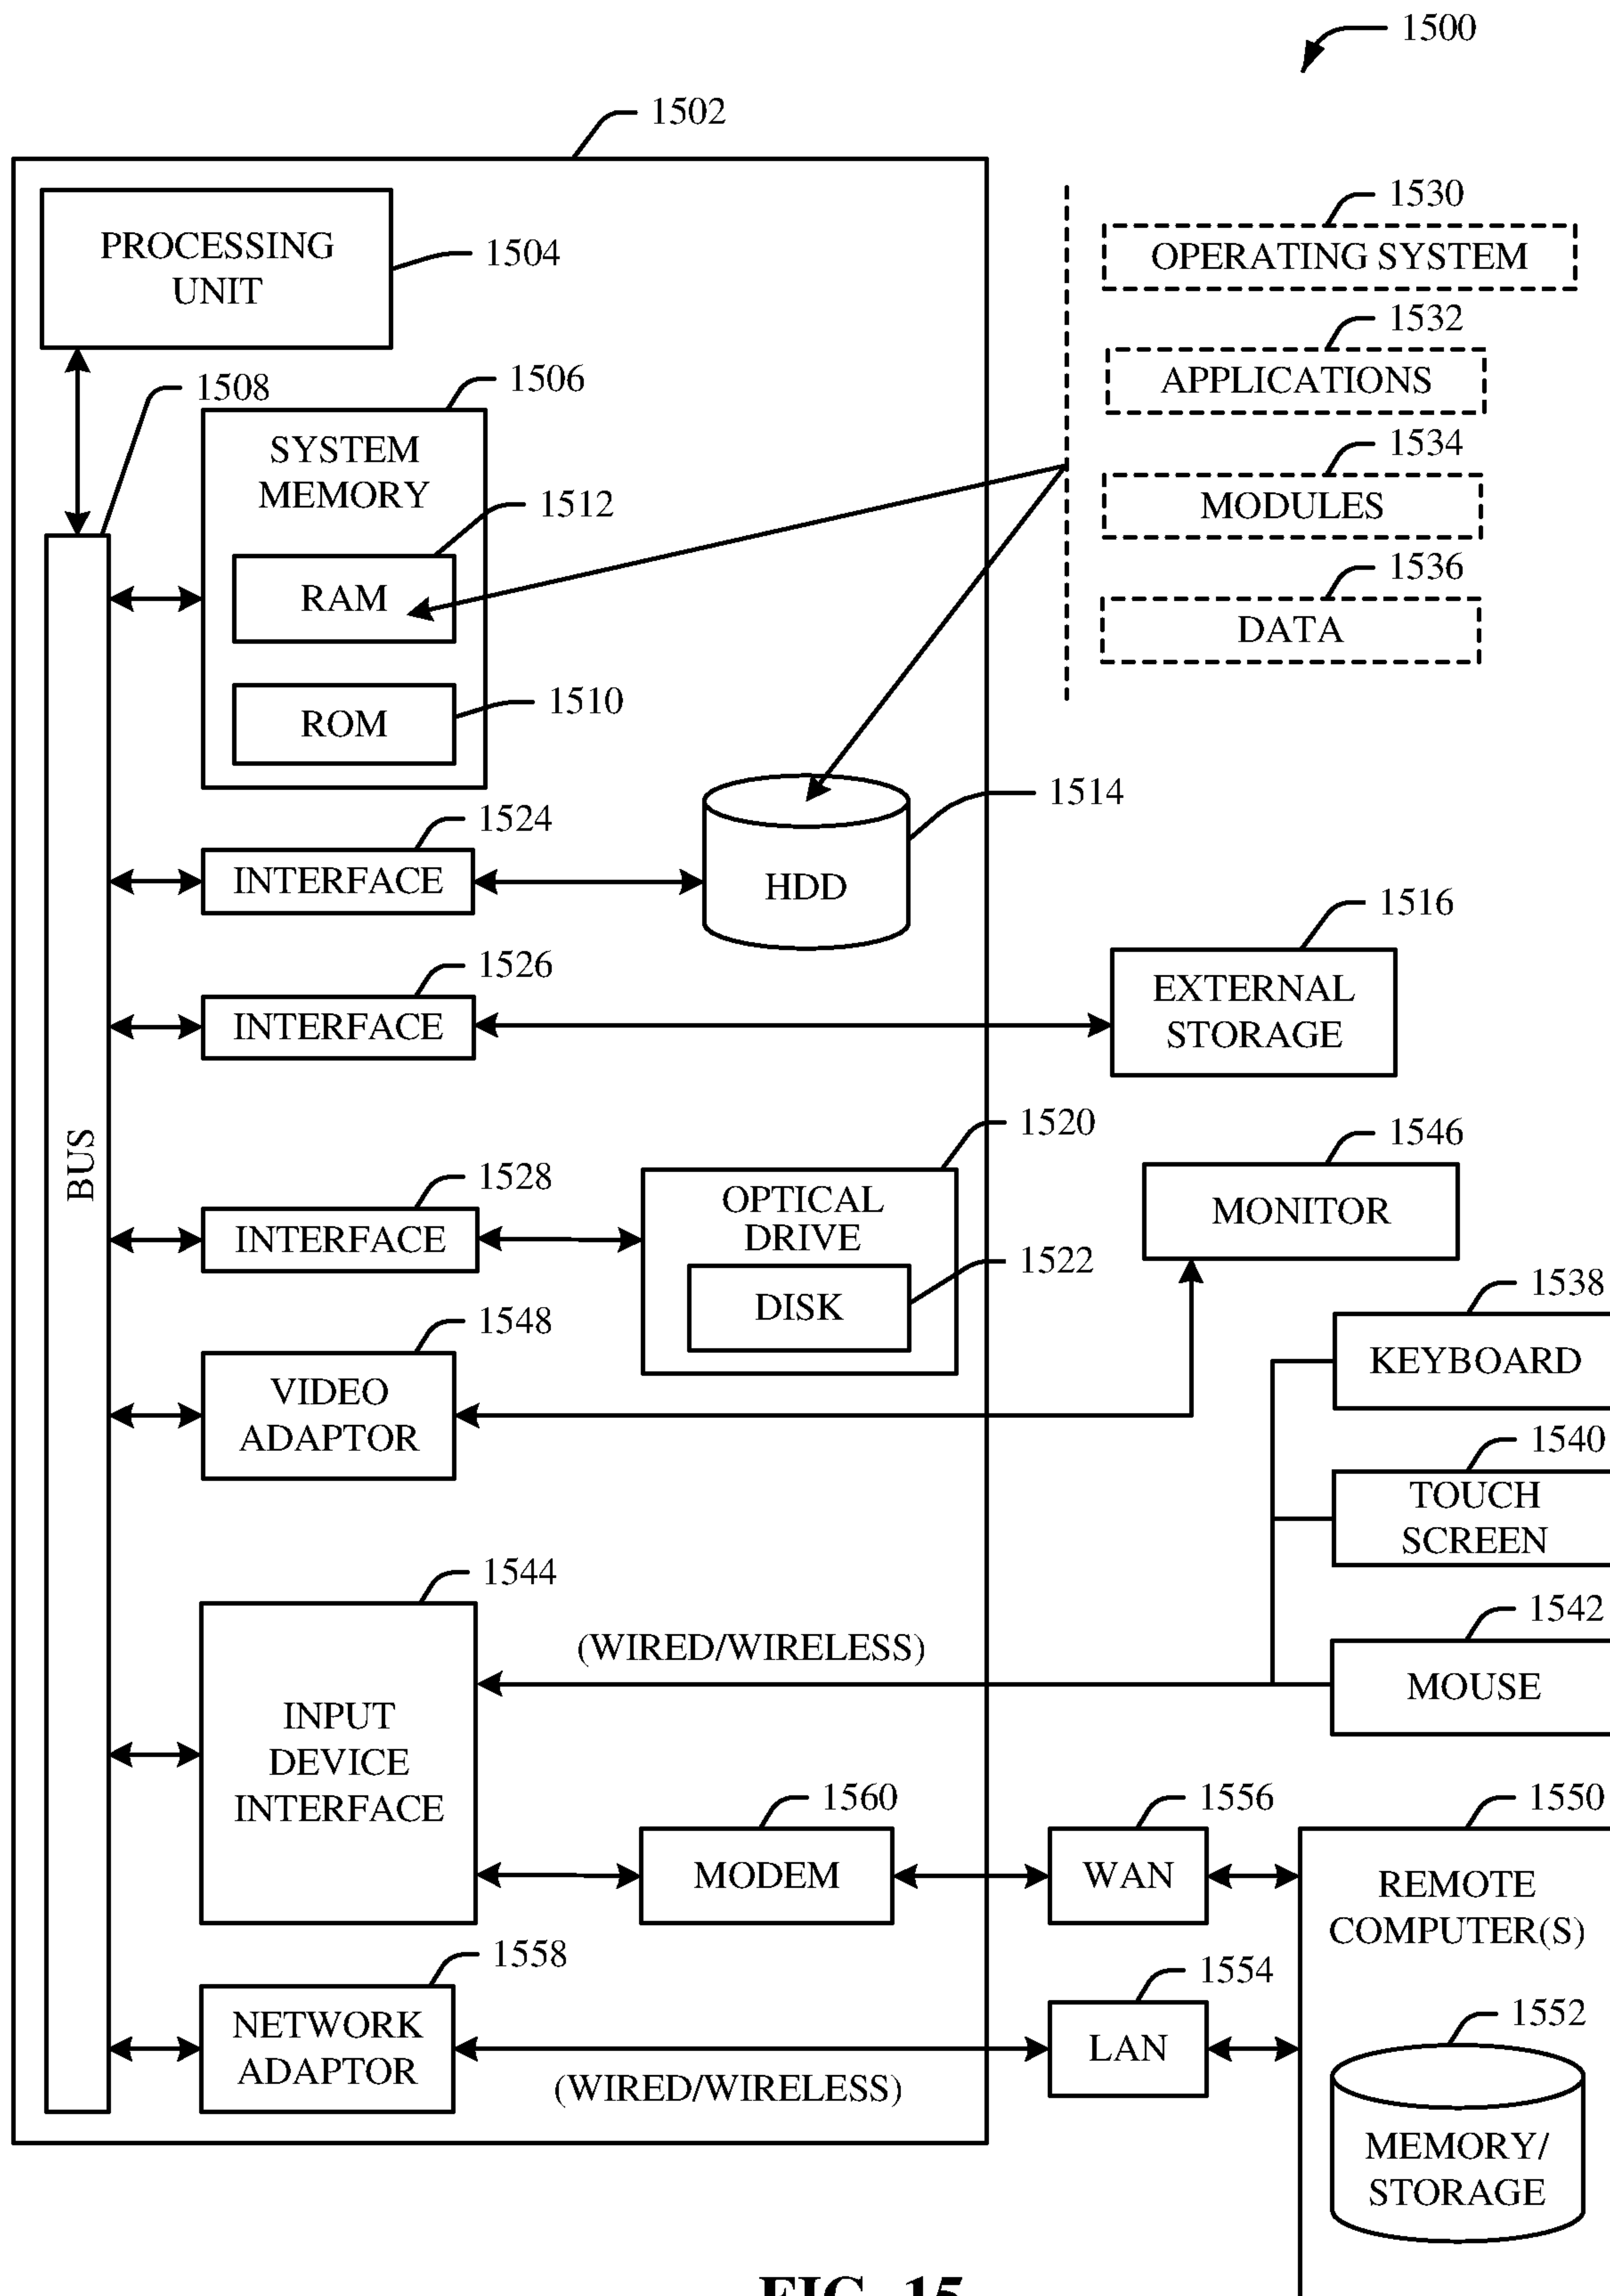 1500
1502
PROCESSING
UNIT
1504
1530
OPERATING SYSTEM
1532
APPLICATIONS
1534
MODULES
1536
DATA
1508
1506
SYSTEM
MEMORY
1512
RAM
1510
ROM
BUS
1524
INTERFACE
1514
HDD
1526
INTERFACE
1516
EXTERNAL
STORAGE
1528
INTERFACE
1520
OPTICAL
DRIVE
1522
DISK
1546
MONITOR
1548
VIDEO
ADAPTOR
1538
KEYBOARD
1540
TOUCH
SCREEN
1542
MOUSE
1544
INPUT
DEVICE
INTERFACE
(WIRED/WIRELESS)
1560
MODEM
1556
WAN
1550
REMOTE
COMPUTER(S)
1558
NETWORK
ADAPTOR
(WIRED/WIRELESS)
1554
LAN
1552
MEMORY/
STORAGE
FIG. 15